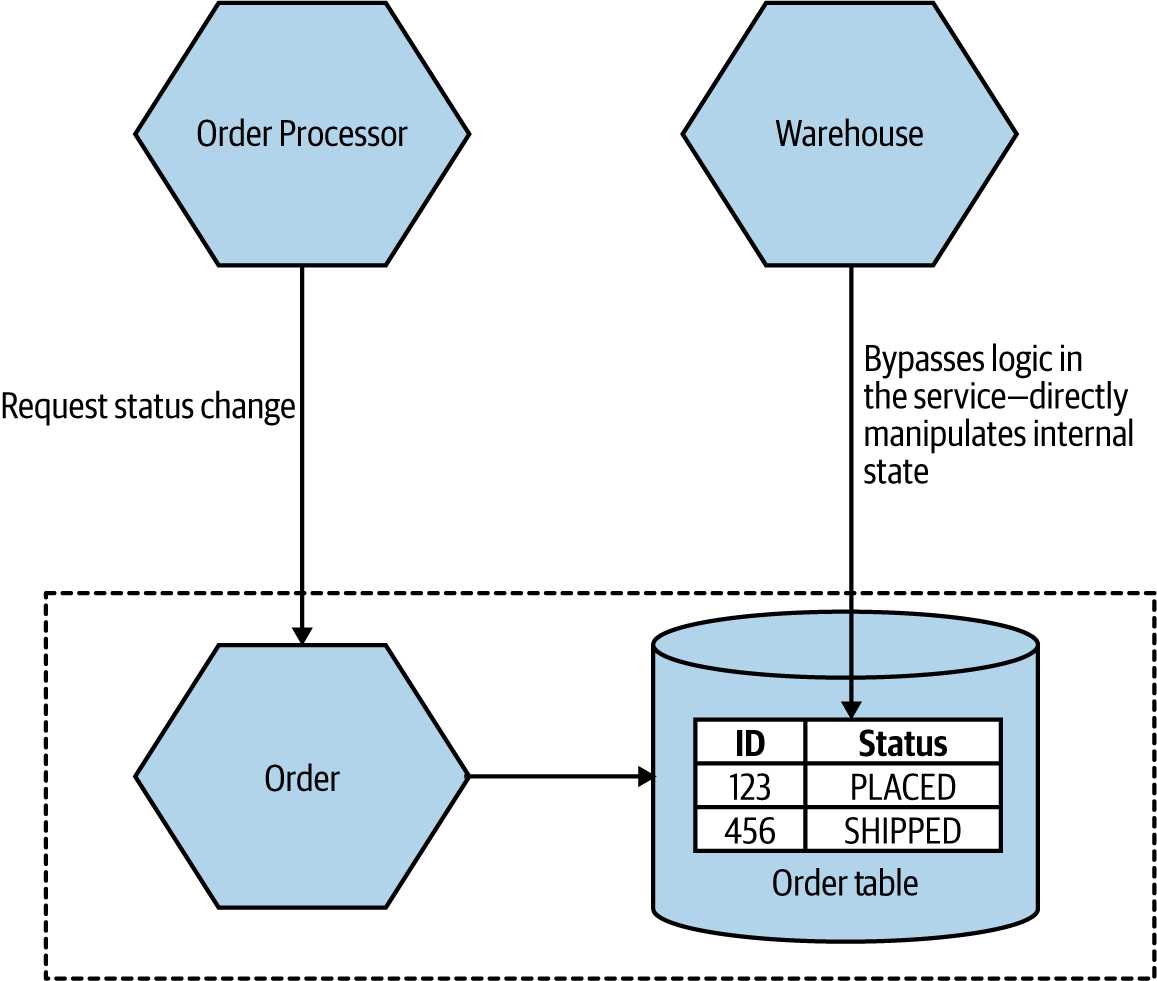 Order Processor
Warehouse
Request status change
Bypasses logic in
the service—directly
manipulates internal
state
Order
ID Status
123 PLACED
456 SHIPPED
Order table